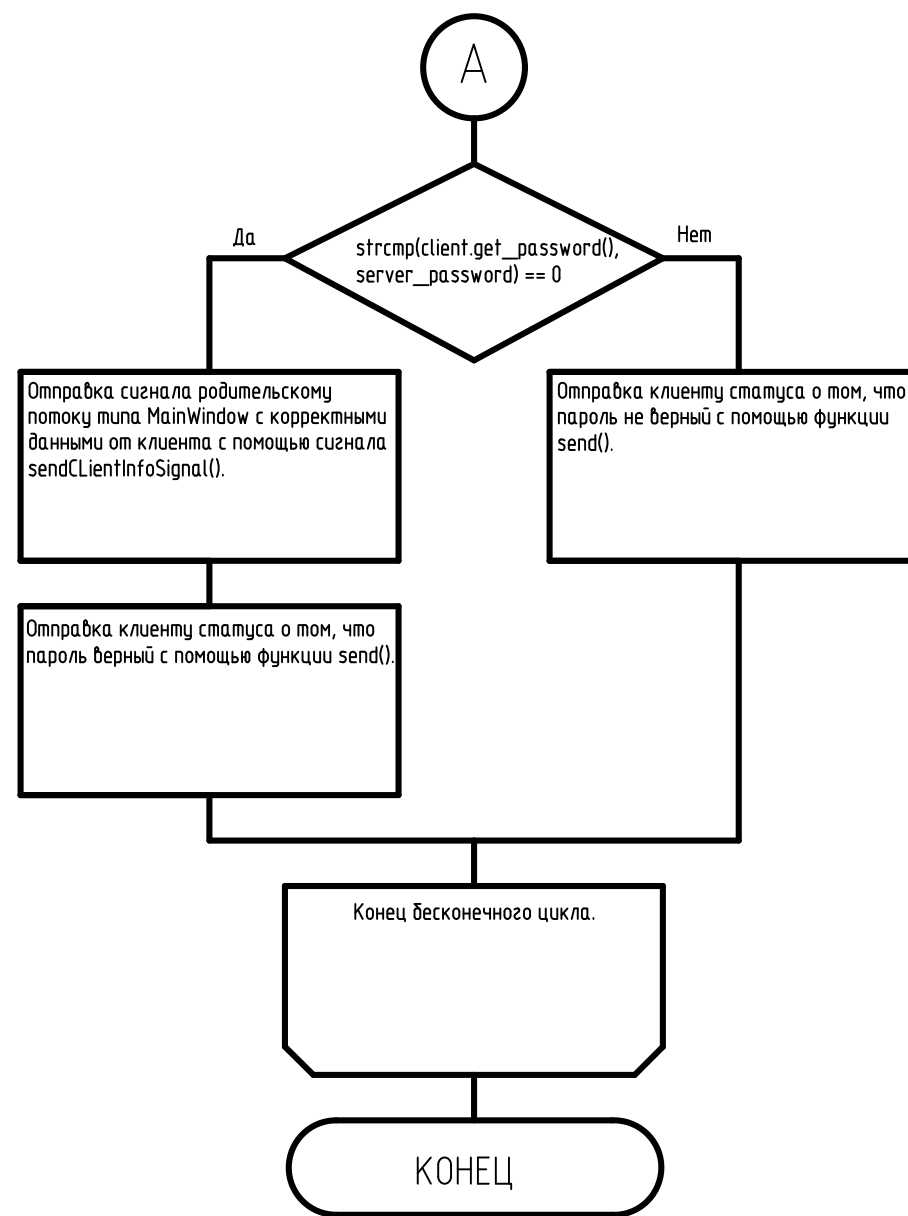 А
Да
Нет
strcmp(client.get_password(),
server_password) == 0
Отправка сигнала родительскому
потоку типа MainWindow с корректными
данными от клиента с помощью сигнала
sendCLientInfoSignal().
Отправка клиенту статуса о том, что
пароль не верный с помощью функции
send().
Отправка клиенту статуса о том, что
пароль верный с помощью функции send().
Конец бесконечного цикла.
КОНЕЦ